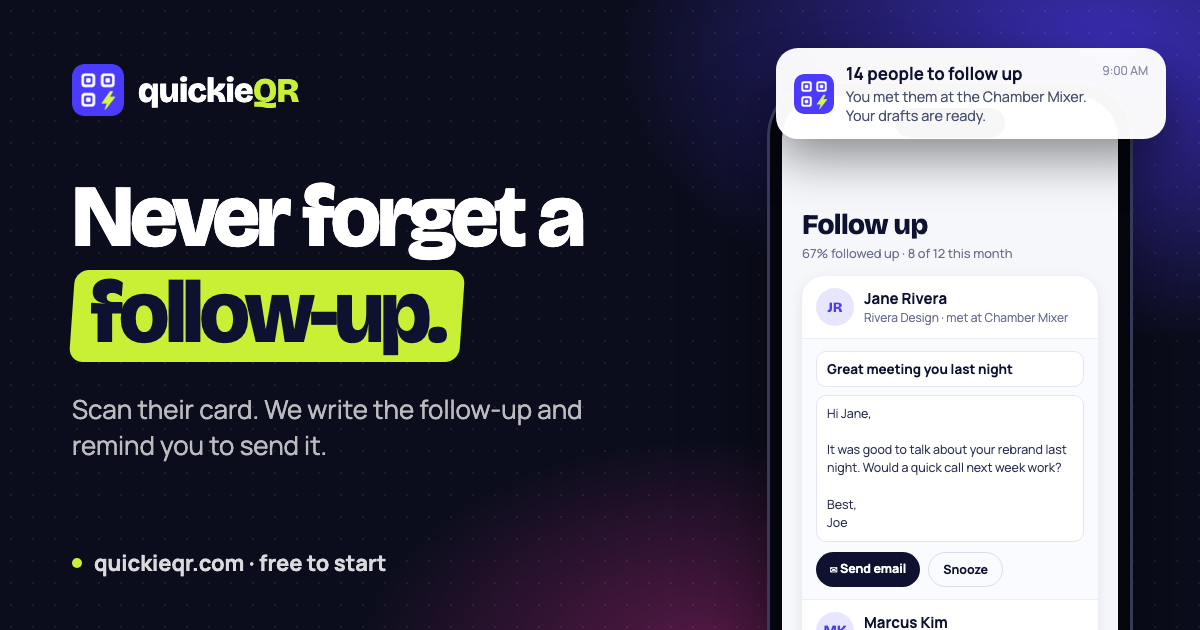 quickieQR
Never forget a
follow-up.
Scan their card. We write the follow-up and
remind you to send it.
quickieqr.com · free to start
14 people to follow up
9:00 AM
You met them at the Chamber Mixer.
Your drafts are ready.
Follow up
67% followed up · 8 of 12 this month
JR
Jane Rivera
Rivera Design · met at Chamber Mixer
Great meeting you last night
Hi Jane,
It was good to talk about your rebrand last
night. Would a quick call next week work?
Best,
Joe
✉ Send email
Snooze
MK
Marcus Kim